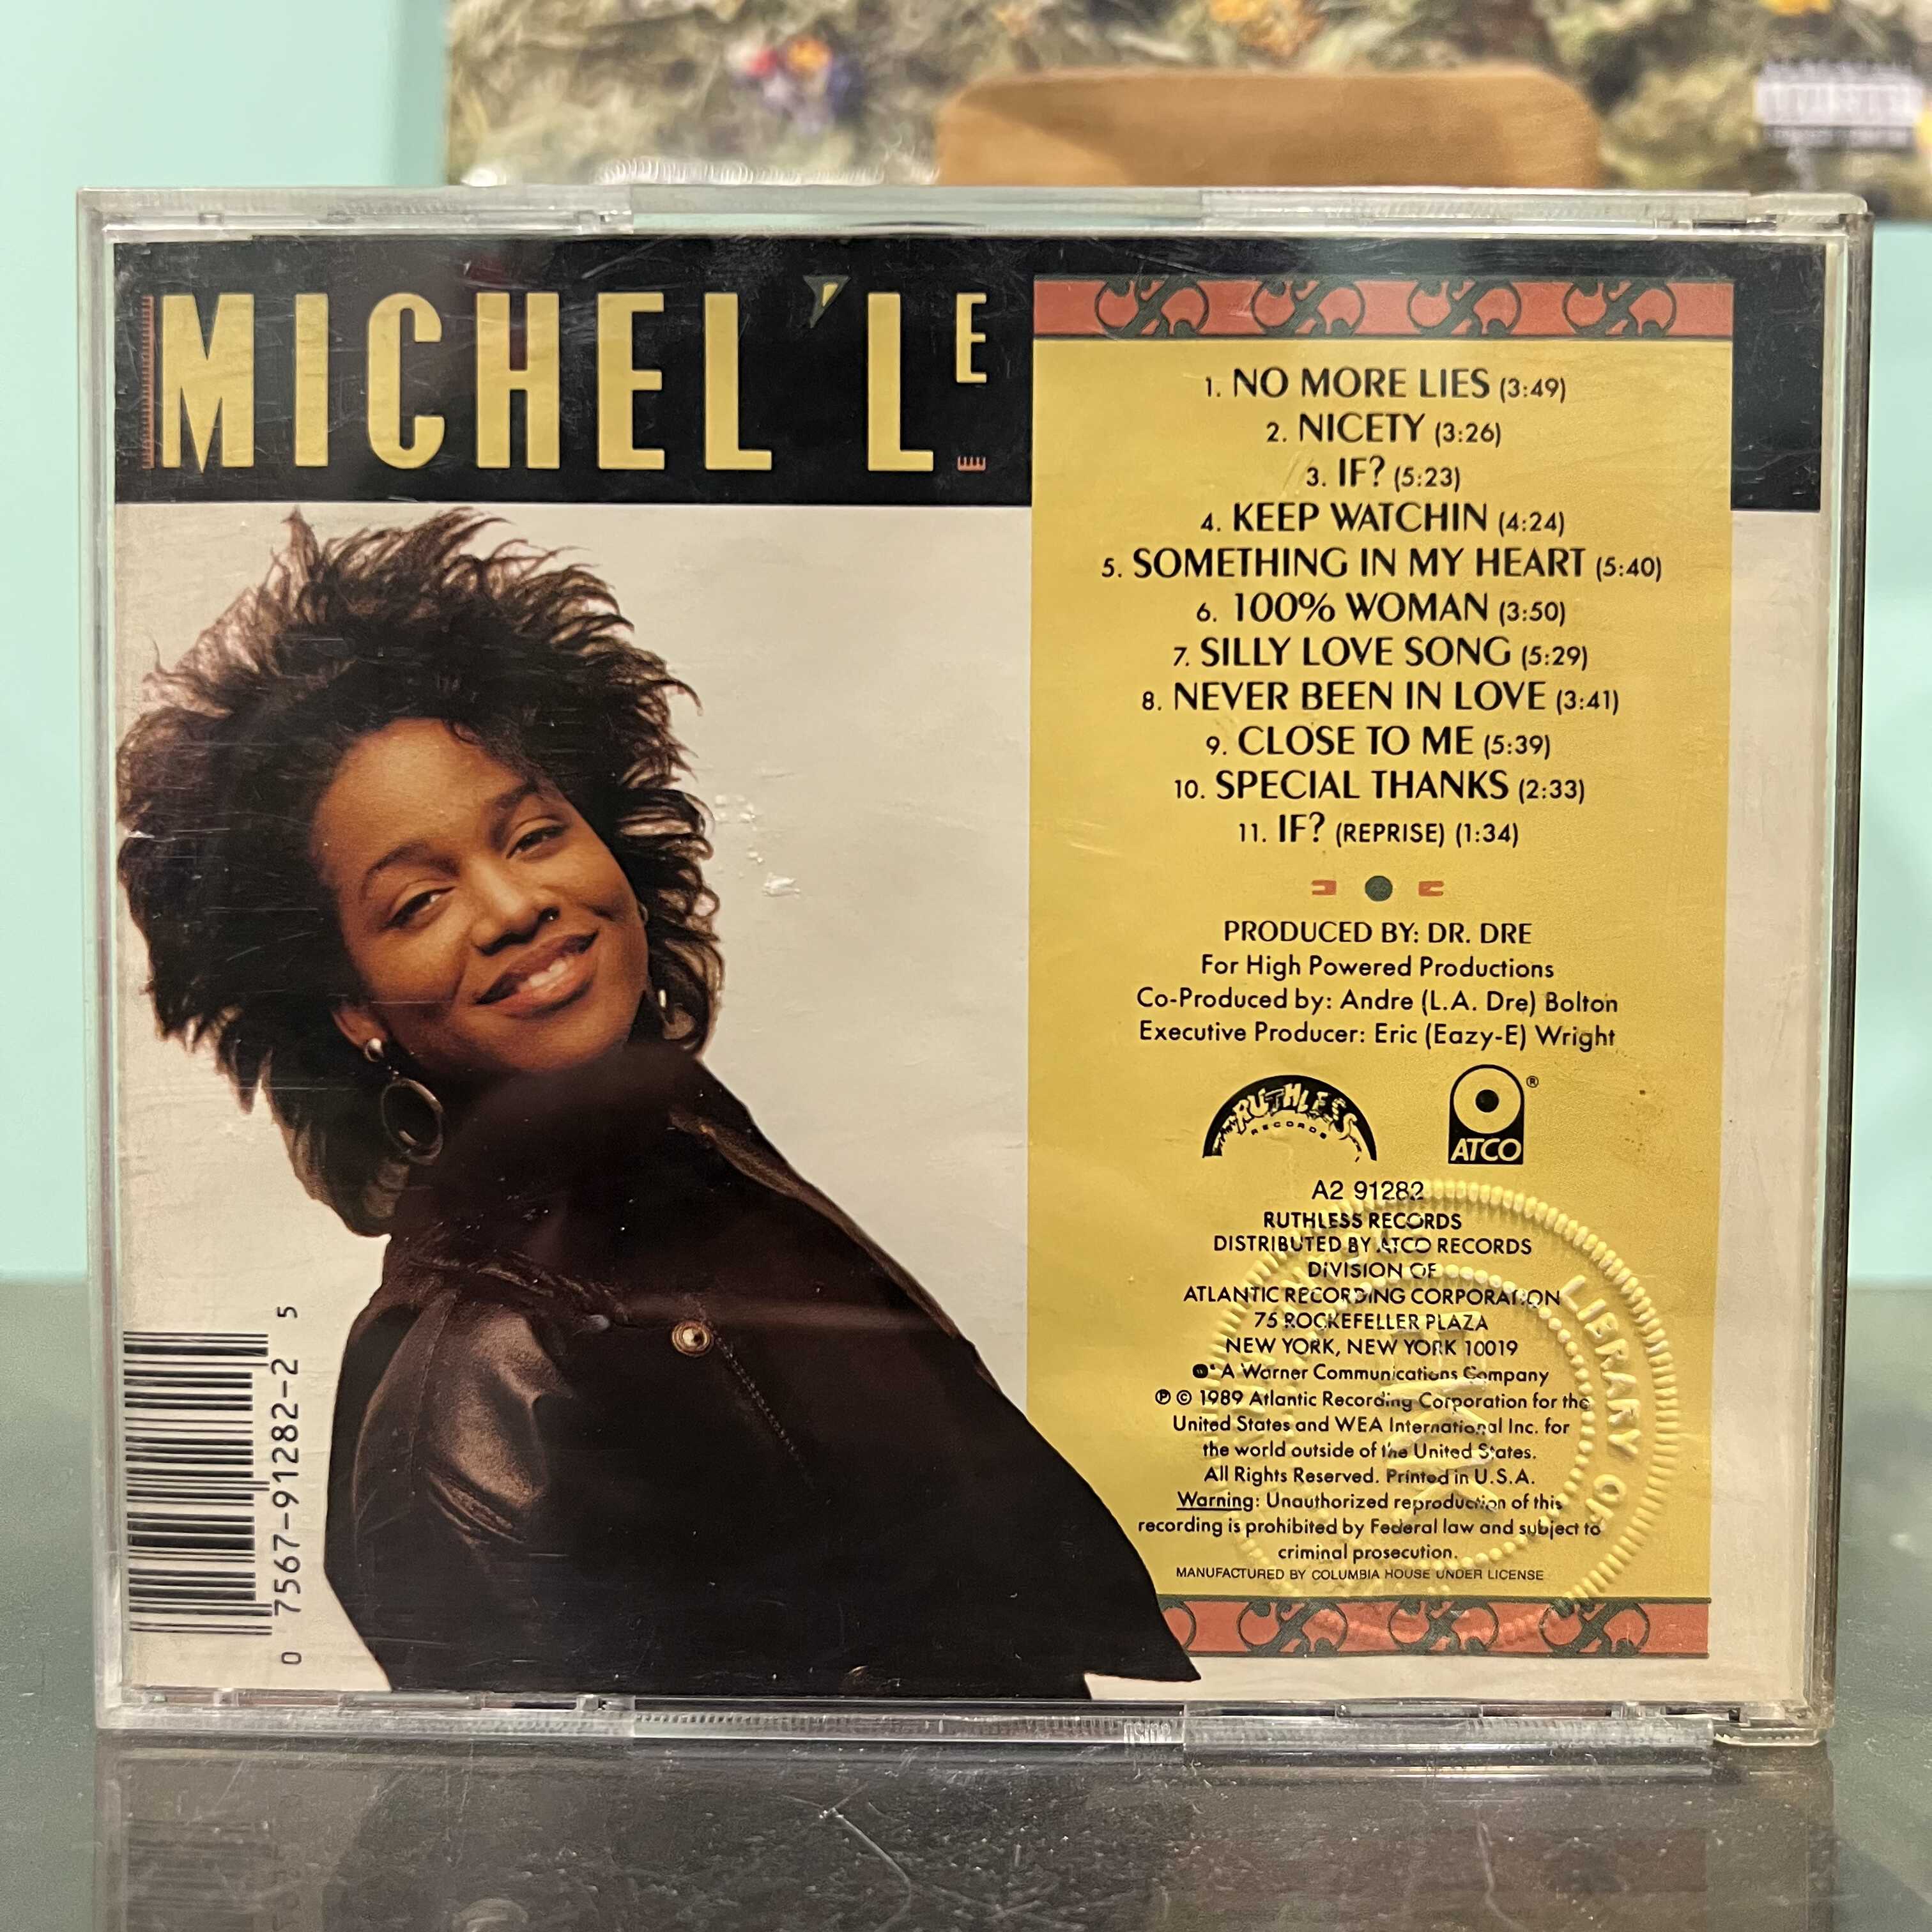 MICHEL'LE
1. NO MORE LIES (3:49)
2. NICETY (3:26)
3. IF? (5:23)
4. KEEP WATCHIN (4:24)
5. SOMETHING IN MY HEART (5:40)
6. 100% WOMAN (3:50)
7. SILLY LOVE SONG (5:29)
8. NEVER BEEN IN LOVE (3:41)
9. CLOSE TO ME (5:39)
10. SPECIAL THANKS (2:33)
11. IF? (REPRISE) (1:34)
PRODUCED BY: DR. DRE
For High Powered Productions
Co-Produced by: Andre (L.A. Dre) Bolton
Executive Producer: Eric (Eazy-E) Wright
RUTHLESS
RECORDS
ATCO
®
A2 91282
RUTHLESS RECORDS
DISTRIBUTED BY ATCO RECORDS
DIVISION OF
ATLANTIC RECORDING CORPORATION
75 ROCKEFELLER PLAZA
NEW YORK, NEW YORK 10019
A Warner Communications Company
℗ © 1989 Atlantic Recording Corporation for the
United States and WEA International Inc. for
the world outside of the United States.
All Rights Reserved. Printed in U.S.A.
Warning: Unauthorized reproduction of this
recording is prohibited by Federal law and subject to
criminal prosecution.
MANUFACTURED BY COLUMBIA HOUSE UNDER LICENSE
LIBRARY OF
0 7567-91282-2 5